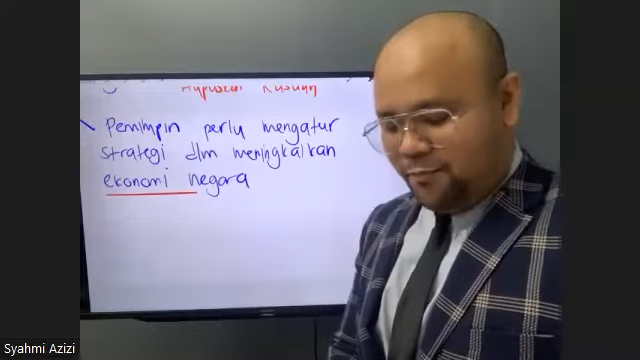 Pemimpin perlu mengatur
strategi dlm meningkatkan
ekonomi negara
Syahmi Azizi